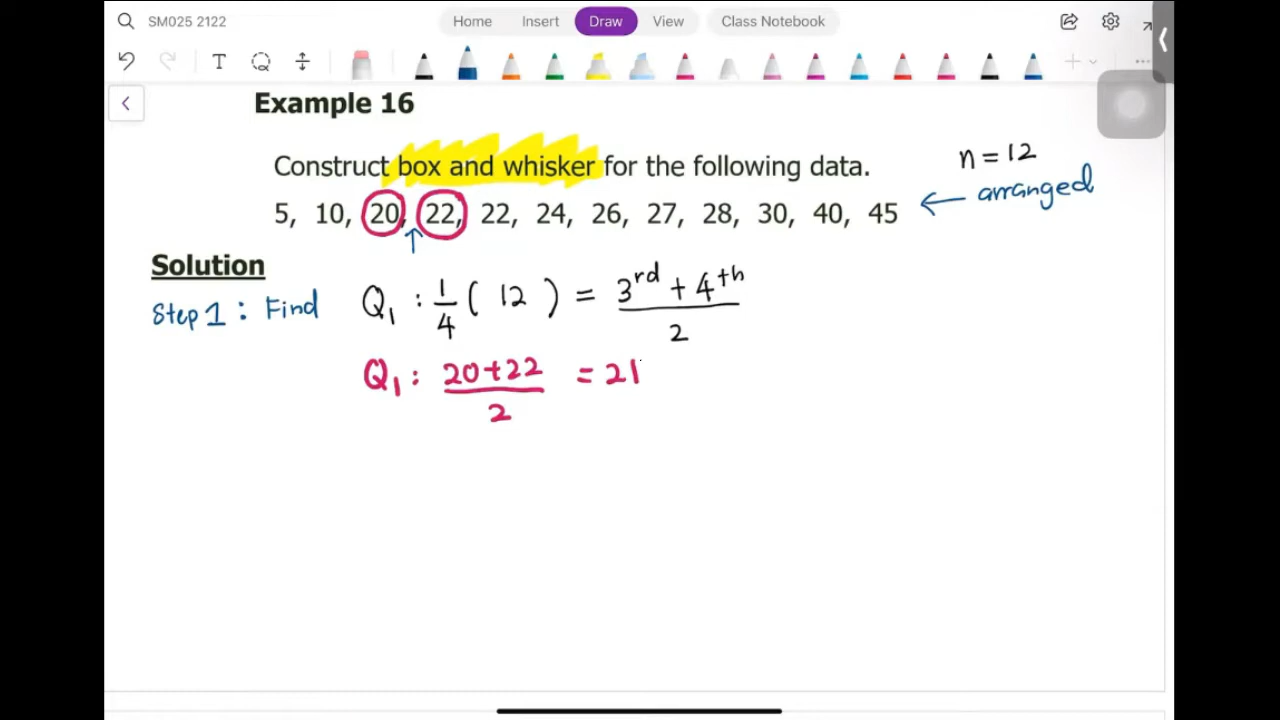 SM025 2122
Home Insert Draw View Class Notebook
T
Example 16
Construct box and whisker for the following data.
n = 12
5, 10, 20, 22, 22, 24, 26, 27, 28, 30, 40, 45
← arranged
↑
Solution
Step 1 : Find Q₁ : 1/4 ( 12 ) = (3rd + 4th)/2
Q₁ : (20+22)/2 = 21